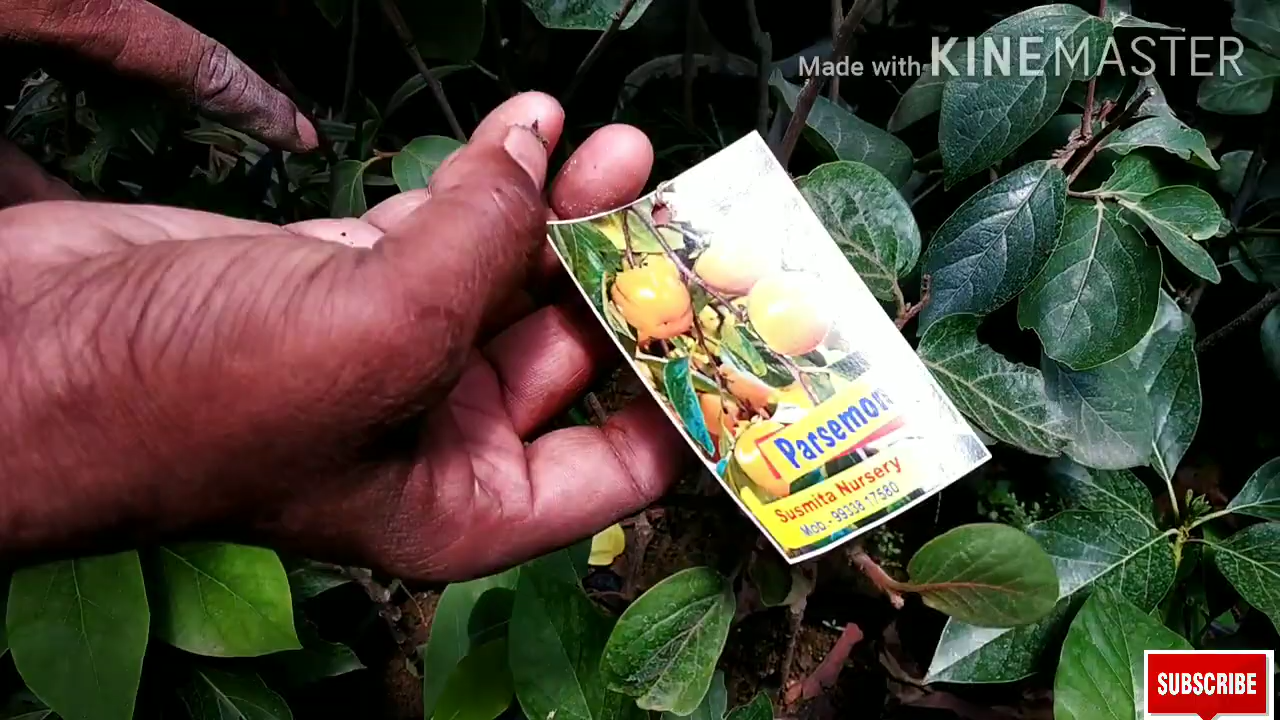 Made with KINEMASTER
Parsemon
Susmita Nursery
Mob.- 99338 17580
SUBSCRIBE